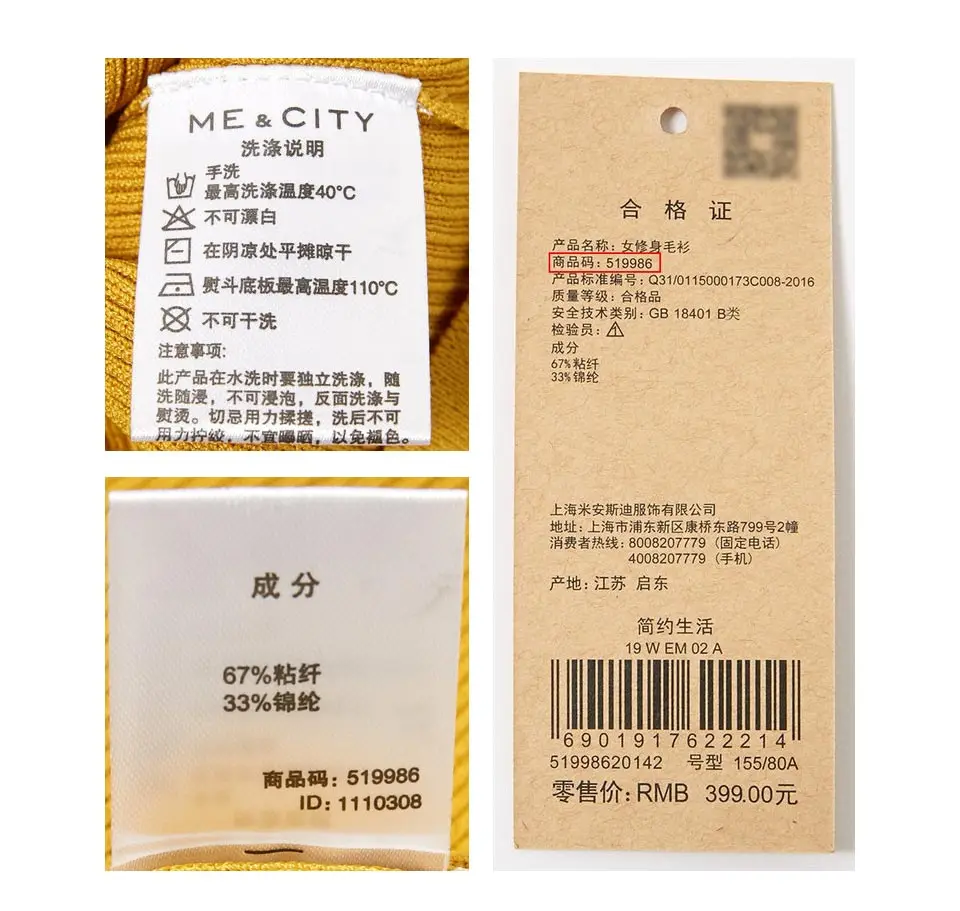 ME & CITY
洗涤说明
手洗
最高洗涤温度40°C
不可漂白
在阴凉处平摊晾干
熨斗底板最高温度110°C
不可干洗
注意事项:
此产品在水洗时要独立洗涤，随
洗随浸，不可浸泡，反面洗涤与
熨烫。切忌用力揉搓，洗后不可
用力拧绞，不宜曝晒，以免褪色。
成分
67%粘纤
33%锦纶
商品码: 519986
ID: 1110308
合格证
产品名称: 女修身毛衫
商品码: 519986
产品标准编号: Q31/0115000173C008-2016
质量等级: 合格品
安全技术类别: GB 18401 B类
检验员:
成分
67%粘纤
33%锦纶
上海米安斯迪服饰有限公司
地址: 上海市浦东新区康桥东路799号2幢
消费者热线: 8008207779 (固定电话)
4008207779 (手机)
产地: 江苏 启东
简约生活
19 W EM 02 A
6901917622214
51998620142 号型 155/80A
零售价: RMB 399.00元